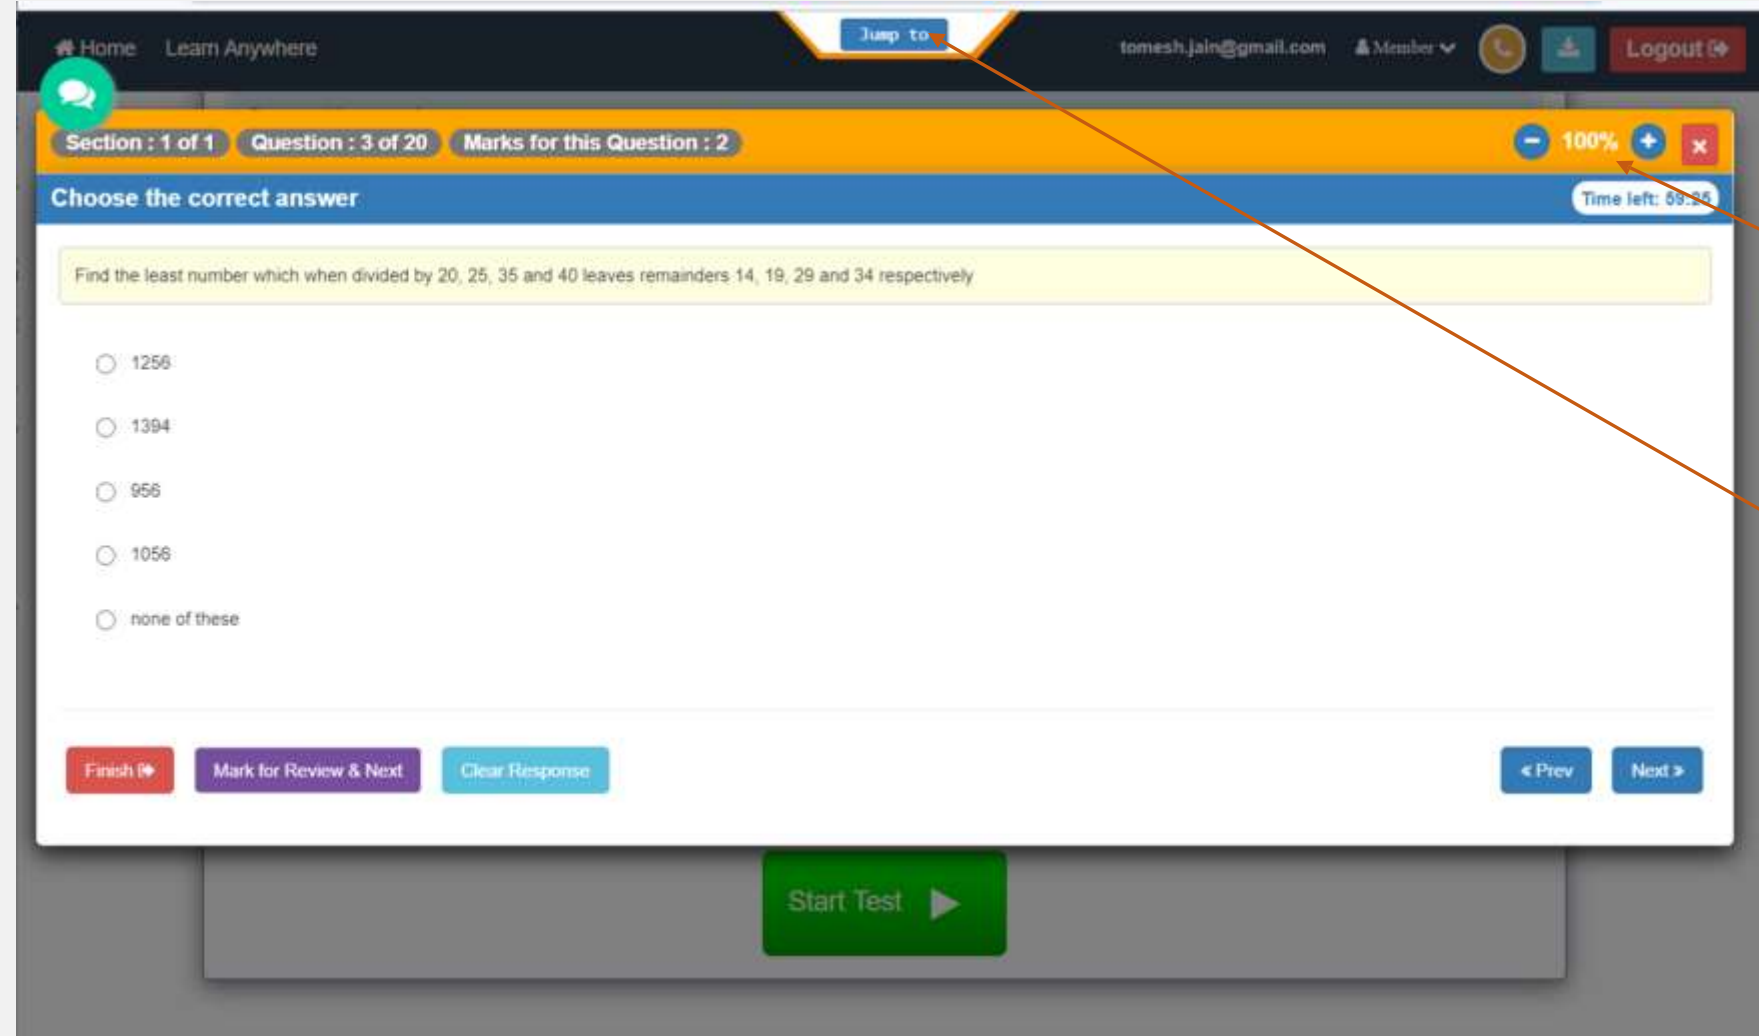 Jump to
Home Learn Anywhere tomesh.jain@gmail.com Member Logout
Section : 1 of 1 Question : 3 of 20 Marks for this Question : 2 100%
Choose the correct answer Time left: 59:25
Find the least number which when divided by 20, 25, 35 and 40 leaves remainders 14, 19, 29 and 34 respectively
1256
1394
956
1056
none of these
Finish Mark for Review & Next Clear Response « Prev Next »
Start Test